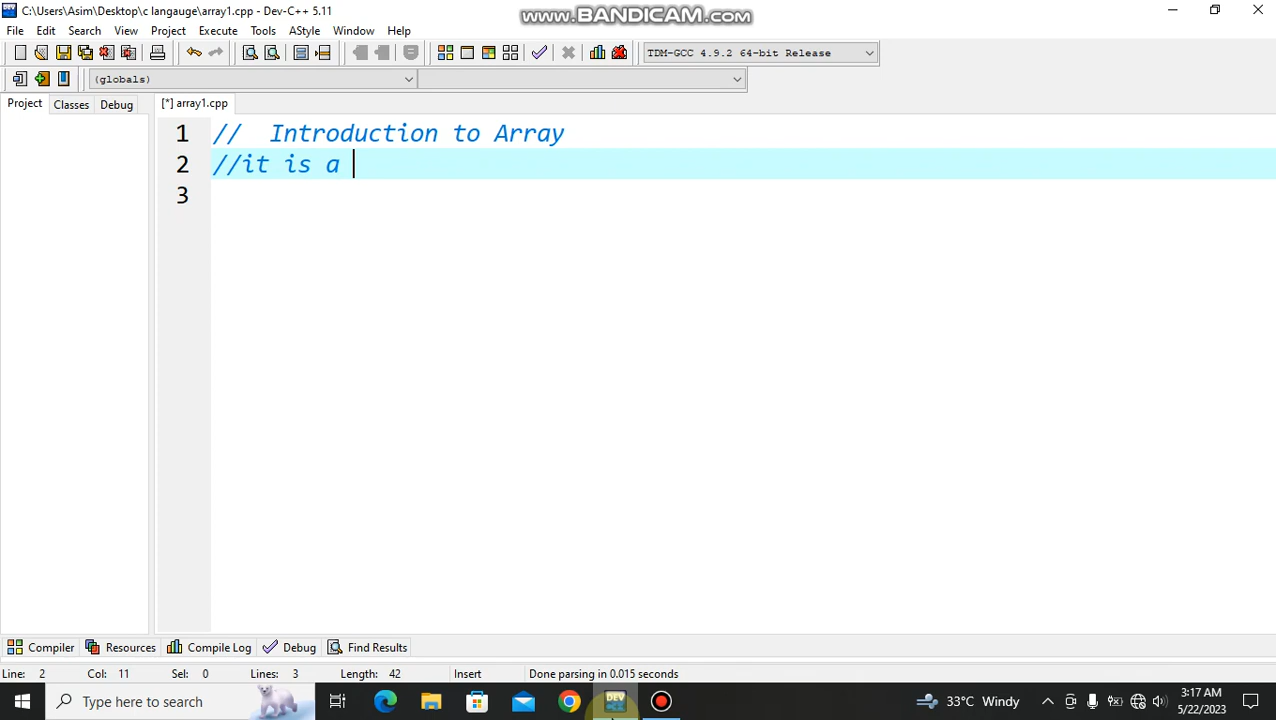 C:\Users\Asim\Desktop\c langauge\array1.cpp - Dev-C++ 5.11
www.BANDICAM.com
File Edit Search View Project Execute Tools AStyle Window Help
TDM-GCC 4.9.2 64-bit Release
(globals)
Project Classes Debug [*] array1.cpp
1 //  Introduction to Array
2 //it is a
3
Compiler Resources Compile Log Debug Find Results
Line: 2 Col: 11 Sel: 0 Lines: 3 Length: 42 Insert Done parsing in 0.015 seconds
Type here to search DEV 33°C Windy 3:17 AM
5/22/2023